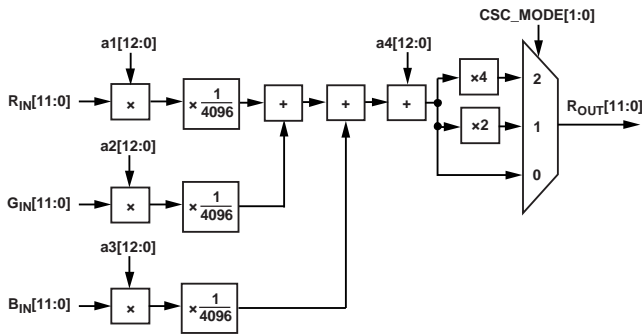 CSC_MODE[1:0]
a1[12:0]
a4[12:0]
R_IN[11:0]
×
× 1/4096
+
+
+
×4
2
×2
1
0
R_OUT[11:0]
a2[12:0]
G_IN[11:0]
×
× 1/4096
a3[12:0]
B_IN[11:0]
×
× 1/4096